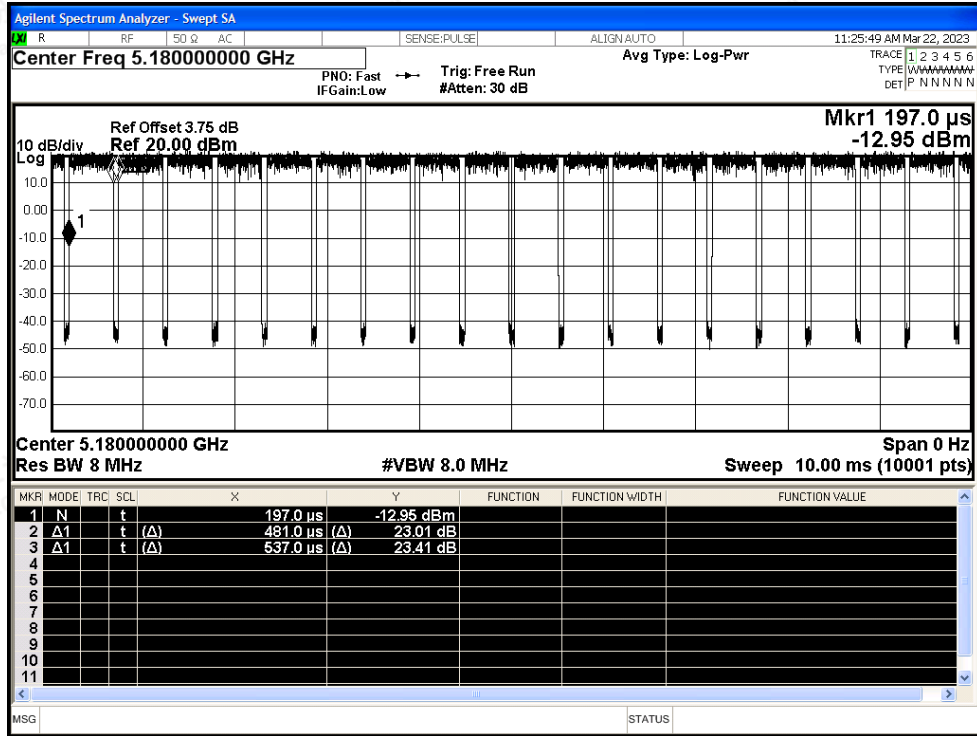 Agilent Spectrum Analyzer - Swept SA
LXI R RF 50 Ω AC SENSE:PULSE ALIGN AUTO 11:25:49 AM Mar 22, 2023
Center Freq 5.180000000 GHz Avg Type: Log-Pwr TRACE 1 2 3 4 5 6
PNO: Fast Trig: Free Run TYPE
IFGain:Low #Atten: 30 dB DET P N N N N N
Mkr1 197.0 µs
Ref Offset 3.75 dB
10 dB/div Ref 20.00 dBm -12.95 dBm
Log
10.0
0.00
1
-10.0
-20.0
-30.0
-40.0
-50.0
-60.0
-70.0
Center 5.180000000 GHz Span 0 Hz
Res BW 8 MHz #VBW 8.0 MHz Sweep 10.00 ms (10001 pts)
MKR MODE TRC SCL X Y FUNCTION FUNCTION WIDTH FUNCTION VALUE
1 N t 197.0 µs -12.95 dBm
2 Δ1 t (Δ) 481.0 µs (Δ) 23.01 dB
3 Δ1 t (Δ) 537.0 µs (Δ) 23.41 dB
4
5
6
7
8
9
10
11
MSG STATUS